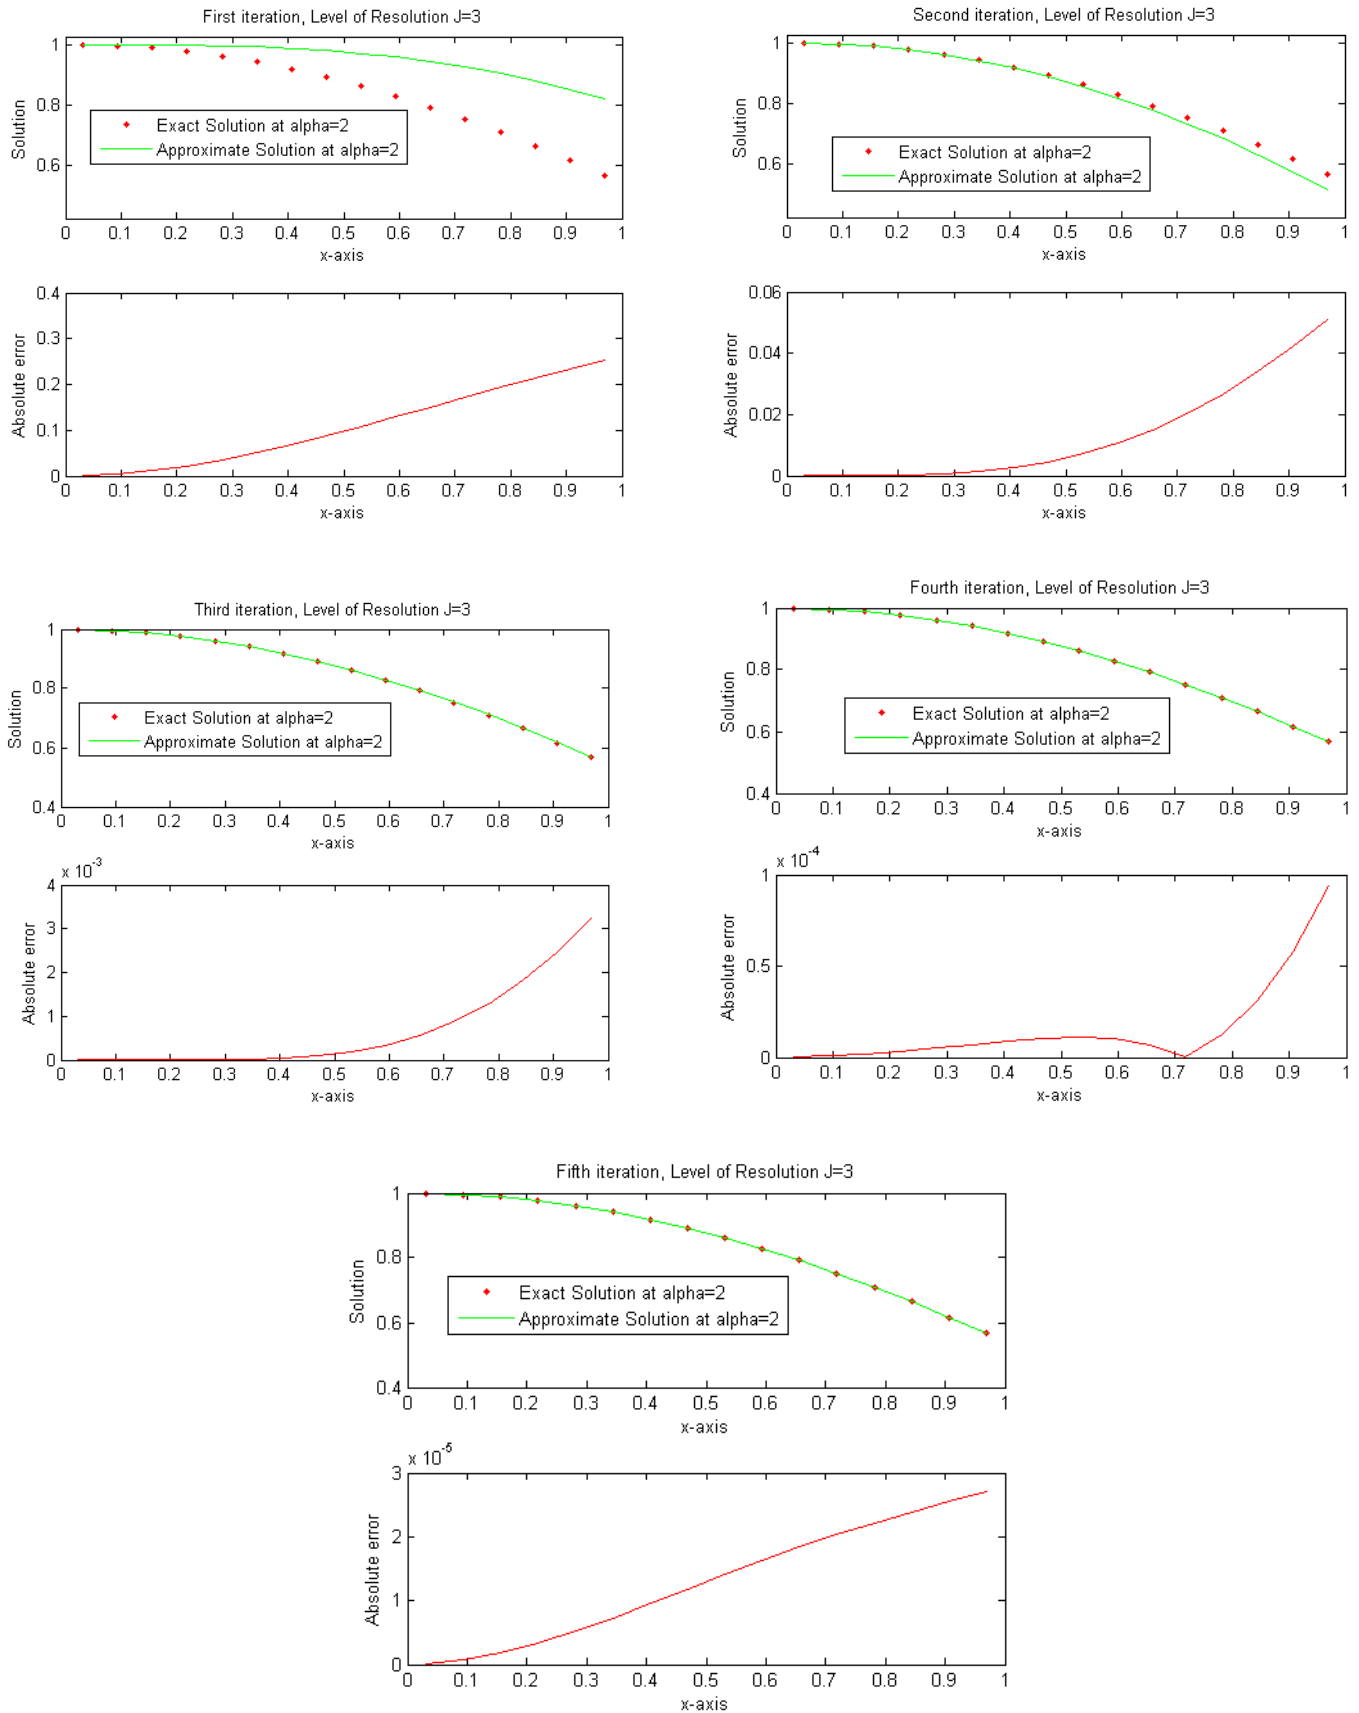 First iteration, Level of Resolution J=3
Solution
1
0.8
0.6
Exact Solution at alpha=2
Approximate Solution at alpha=2
0 0.1 0.2 0.3 0.4 0.5 0.6 0.7 0.8 0.9 1
x-axis
Absolute error
0.4
0.3
0.2
0.1
0
0 0.1 0.2 0.3 0.4 0.5 0.6 0.7 0.8 0.9 1
x-axis
Second iteration, Level of Resolution J=3
Solution
1
0.8
0.6
Exact Solution at alpha=2
Approximate Solution at alpha=2
0 0.1 0.2 0.3 0.4 0.5 0.6 0.7 0.8 0.9 1
x-axis
Absolute error
0.06
0.04
0.02
0
0 0.1 0.2 0.3 0.4 0.5 0.6 0.7 0.8 0.9 1
x-axis
Third iteration, Level of Resolution J=3
Solution
1
0.8
0.6
0.4
Exact Solution at alpha=2
Approximate Solution at alpha=2
0 0.1 0.2 0.3 0.4 0.5 0.6 0.7 0.8 0.9 1
x-axis
x 10^-3
Absolute error
4
3
2
1
0
0 0.1 0.2 0.3 0.4 0.5 0.6 0.7 0.8 0.9 1
x-axis
Fourth iteration, Level of Resolution J=3
Solution
1
0.8
0.6
0.4
Exact Solution at alpha=2
Approximate Solution at alpha=2
0 0.1 0.2 0.3 0.4 0.5 0.6 0.7 0.8 0.9 1
x-axis
x 10^-4
Absolute error
1
0.5
0
0 0.1 0.2 0.3 0.4 0.5 0.6 0.7 0.8 0.9 1
x-axis
Fifth iteration, Level of Resolution J=3
Solution
1
0.8
0.6
0.4
Exact Solution at alpha=2
Approximate Solution at alpha=2
0 0.1 0.2 0.3 0.4 0.5 0.6 0.7 0.8 0.9 1
x-axis
x 10^-5
Absolute error
3
2
1
0
0 0.1 0.2 0.3 0.4 0.5 0.6 0.7 0.8 0.9 1
x-axis